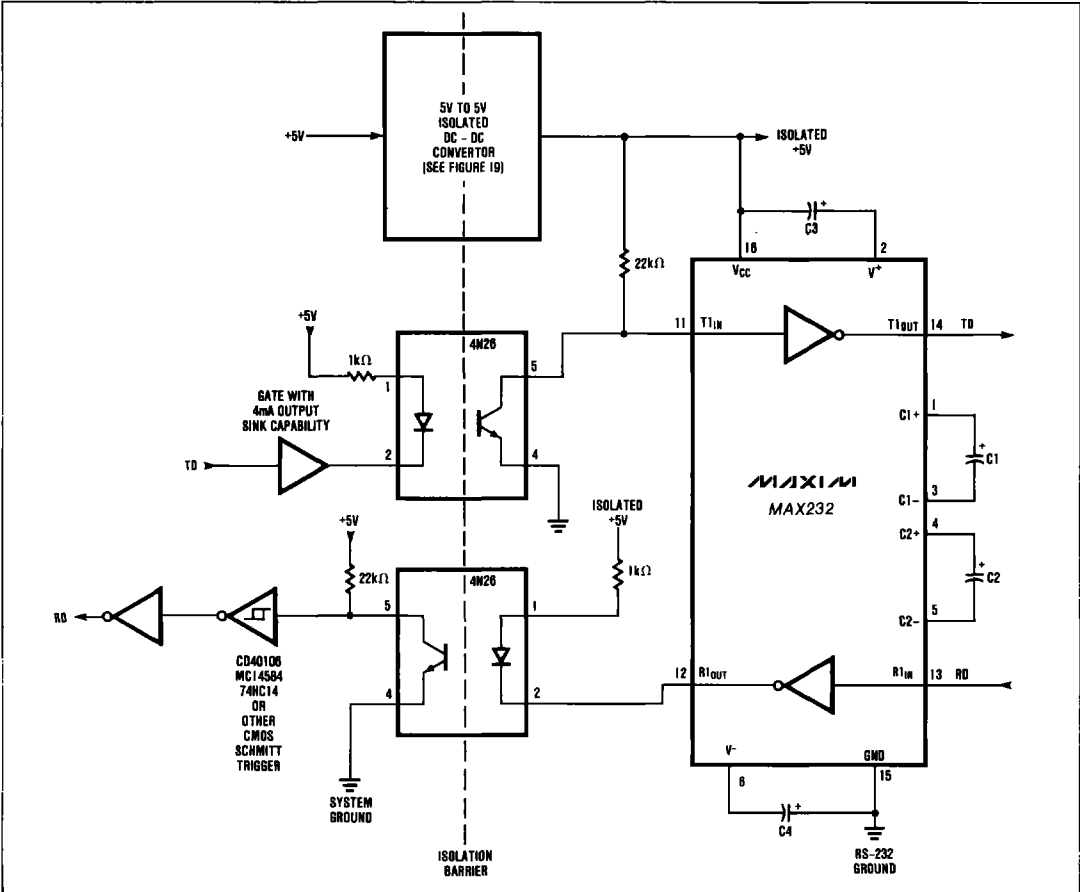 5V TO 5V
ISOLATED
DC - DC
CONVERTOR
(SEE FIGURE 19)
+5V
ISOLATED
+5V
C3
+
16
2
VCC
V+
22kΩ
+5V
1kΩ
4N26
1
5
GATE WITH
4mA OUTPUT
SINK CAPABILITY
TD
2
4
11
T1IN
T1OUT
14
TD
C1+
1
+
C1
C1-
3
MAXIM
MAX232
C2+
4
+
C2
C2-
5
ISOLATED
+5V
1kΩ
+5V
22kΩ
4N26
5
1
RD
4
2
CD40106
MC14584
74HC14
OR
OTHER
CMOS
SCHMITT
TRIGGER
12
R1OUT
R1IN
13
RD
V-
GND
6
15
C4
+
SYSTEM
GROUND
RS-232
GROUND
ISOLATION
BARRIER